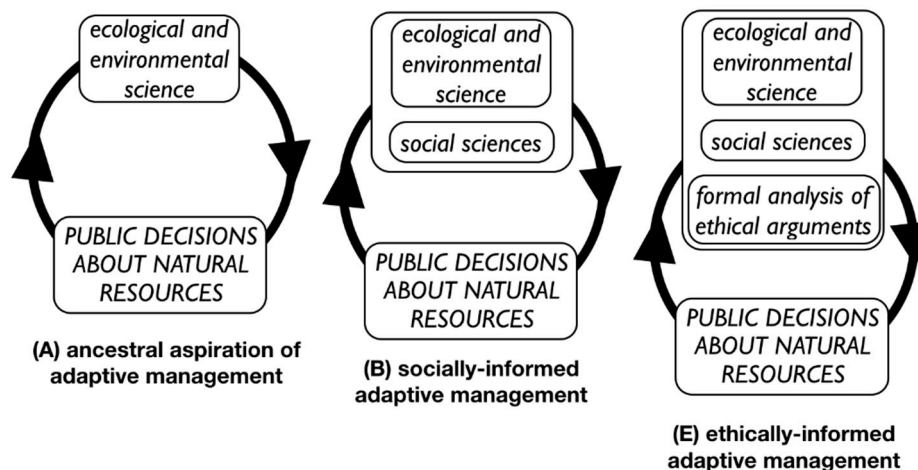 ecological and
environmental
science
PUBLIC DECISIONS
ABOUT NATURAL
RESOURCES
(A) ancestral aspiration of
adaptive management
ecological and
environmental
science
social sciences
PUBLIC DECISIONS
ABOUT NATURAL
RESOURCES
(B) socially-informed
adaptive management
ecological and
environmental
science
social sciences
formal analysis of
ethical arguments
PUBLIC DECISIONS
ABOUT NATURAL
RESOURCES
(E) ethically-informed
adaptive management